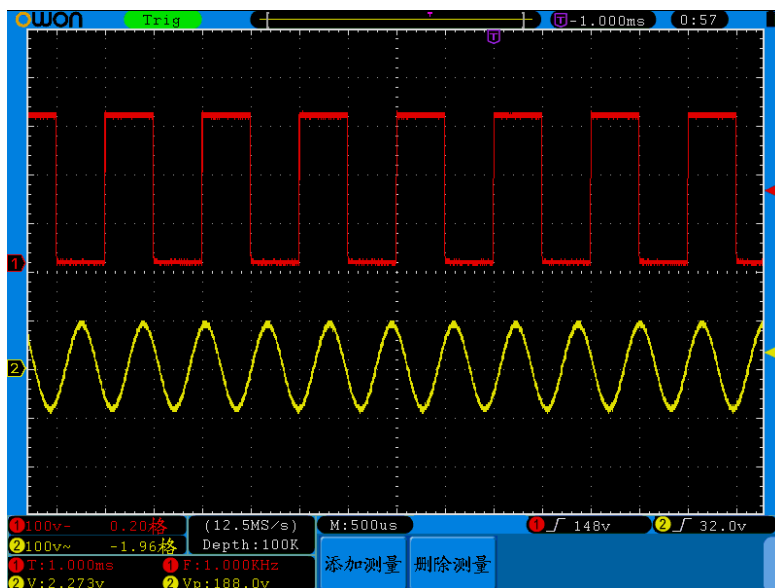 OWON Trig T -1.000ms 0:57
T
1
2
1 100v- 0.20格 (12.5MS/s) M:500us 1 148v 2 32.0v
2 100v~ -1.96格 Depth:100K
1 T:1.000ms 1 F:1.000KHz 添加测量 删除测量
2 V:2.273v 2 Vp:188.0v